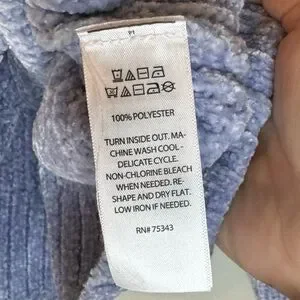 100% POLYESTER
TURN INSIDE OUT. MA-
CHINE WASH COOL -
DELICATE CYCLE.
NON-CHLORINE BLEACH
WHEN NEEDED. RE-
SHAPE AND DRY FLAT.
LOW IRON IF NEEDED.
RN# 75343